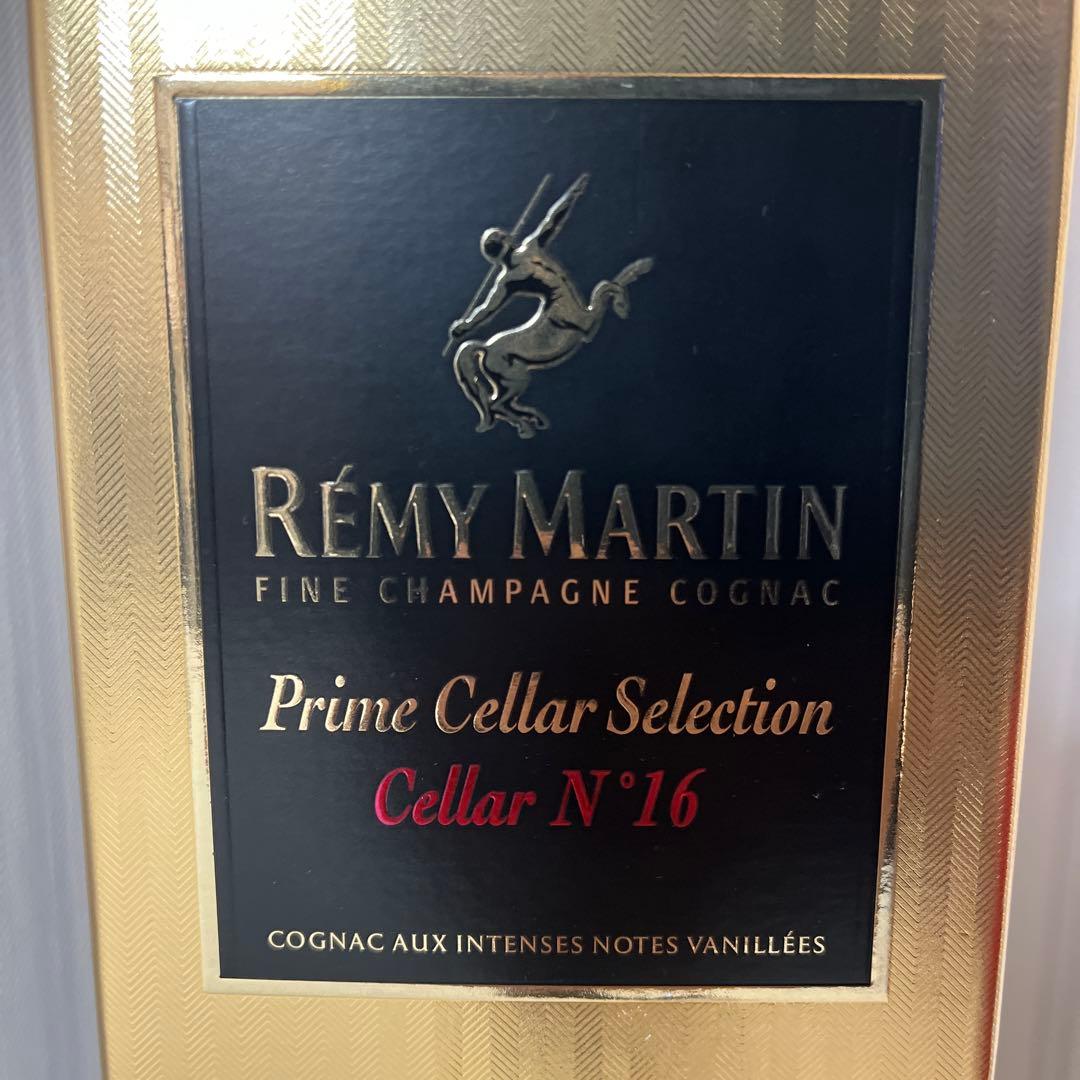 RÉMY MARTIN
FINE CHAMPAGNE COGNAC
Prime Cellar Selection
Cellar N°16
COGNAC AUX INTENSES NOTES VANILLÉES